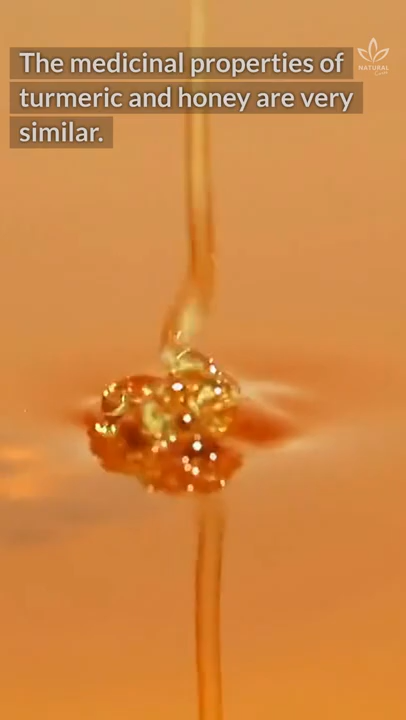 The medicinal properties of
turmeric and honey are very
similar.
NATURAL